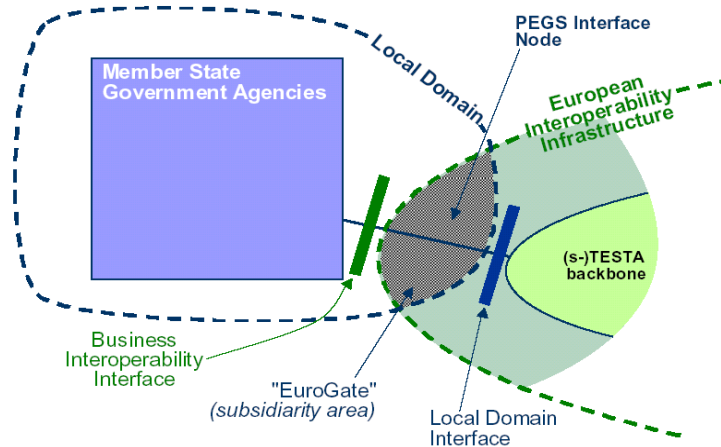 PEGS Interface
Node
Local Domain
Member State
Government Agencies
European
Interoperability
Infrastructure
(s-)TESTA
backbone
Business
Interoperability
Interface
"EuroGate"
(subsidiarity area)
Local Domain
Interface